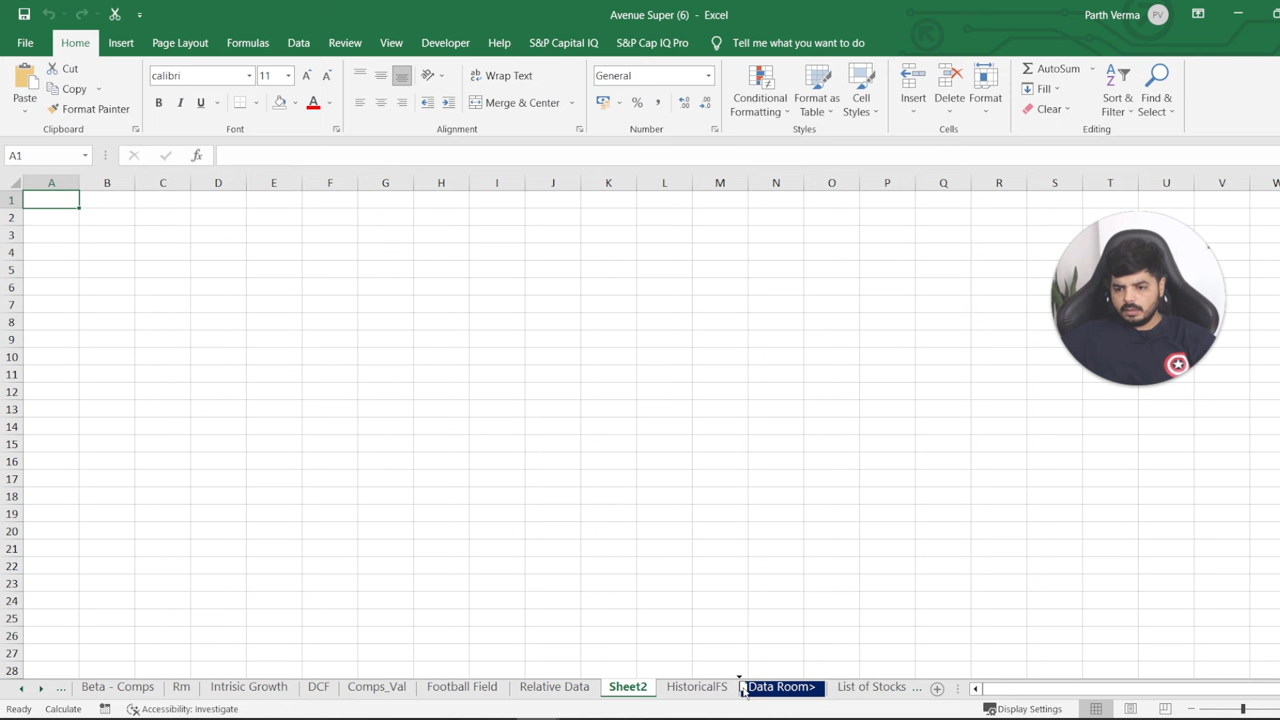 Avenue Super (6) - Excel
Parth Verma PV
File Home Insert Page Layout Formulas Data Review View Developer Help S&P Capital IQ S&P Cap IQ Pro Tell me what you want to do
Paste
Cut
Copy
Format Painter
Clipboard
calibri 11
B I U
Font
Wrap Text
Merge & Center
Alignment
General
%
Number
Conditional Formatting
Format as Table
Cell Styles
Styles
Insert
Delete
Format
Cells
AutoSum
Fill
Clear
Sort & Filter
Find & Select
Editing
A1 fx
A B C D E F G H I J K L M N O P Q R S T U V W
1
2
3
4
5
6
7
8
9
10
11
12
13
14
15
16
17
18
19
20
21
22
23
24
25
26
27
28
... Beta - Comps Rm Intrisic Growth DCF Comps_Val Football Field Relative Data Sheet2 HistoricalFS Data Room> List of Stocks ...
Ready Calculate Accessibility: Investigate Display Settings